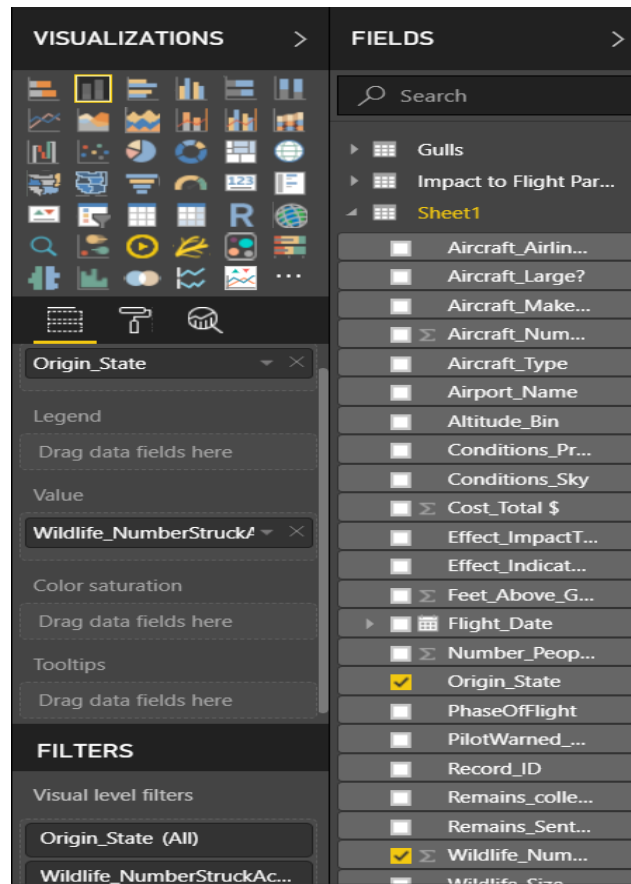 VISUALIZATIONS >
123
R
Origin_State
Legend
Drag data fields here
Value
Wildlife_NumberStruckA
Color saturation
Drag data fields here
Tooltips
Drag data fields here
FILTERS
Visual level filters
Origin_State (All)
Wildlife_NumberStruckAc...
FIELDS >
Search
Gulls
Impact to Flight Par...
Sheet1
Aircraft_Airlin...
Aircraft_Large?
Aircraft_Make...
Σ Aircraft_Num...
Aircraft_Type
Airport_Name
Altitude_Bin
Conditions_Pr...
Conditions_Sky
Σ Cost_Total $
Effect_ImpactT...
Effect_Indicat...
Σ Feet_Above_G...
Flight_Date
Σ Number_Peop...
Origin_State
PhaseOfFlight
PilotWarned_...
Record_ID
Remains_colle...
Remains_Sent...
Σ Wildlife_Num...
Wildlife_Size